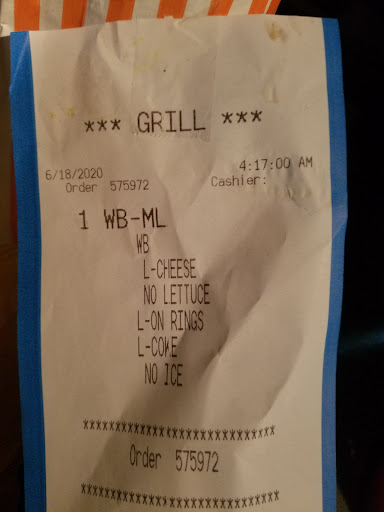 *** GRILL ***
6/18/2020 4:17:00 AM
Order 575972 Cashier:
1 WB-ML
WB
L-CHEESE
NO LETTUCE
L-ON RINGS
L-COKE
NO ICE
***************************
Order 575972
***************************